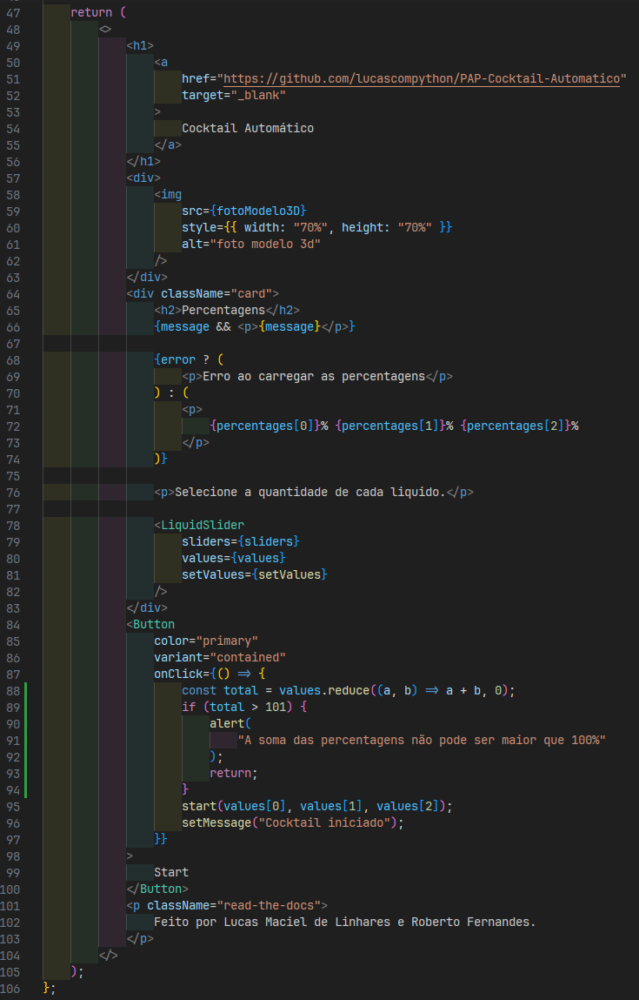 47 return (
48 <>
49 <h1>
50 <a
51 href="https://github.com/lucascompython/PAP-Cocktail-Automatico"
52 target="_blank"
53 >
54 Cocktail Automático
55 </a>
56 </h1>
57 <div>
58 <img
59 src={fotoModelo3D}
60 style={{ width: "70%", height: "70%" }}
61 alt="foto modelo 3d"
62 />
63 </div>
64 <div className="card">
65 <h2>Percentagens</h2>
66 {message && <p>{message}</p>}
67
68 {error ? (
69 <p>Erro ao carregar as percentagens</p>
70 ) : (
71 <p>
72 {percentages[0]}% {percentages[1]}% {percentages[2]}%
73 </p>
74 )}
75
76 <p>Selecione a quantidade de cada liquido.</p>
77
78 <LiquidSlider
79 sliders={sliders}
80 values={values}
81 setValues={setValues}
82 />
83 </div>
84 <Button
85 color="primary"
86 variant="contained"
87 onClick={() => {
88 const total = values.reduce((a, b) => a + b, 0);
89 if (total > 101) {
90 alert(
91 "A soma das percentagens não pode ser maior que 100%"
92 );
93 return;
94 }
95 start(values[0], values[1], values[2]);
96 setMessage("Cocktail iniciado");
97 }}
98 >
99 Start
100 </Button>
101 <p className="read-the-docs">
102 Feito por Lucas Maciel de Linhares e Roberto Fernandes.
103 </p>
104 </>
105 );
106 };